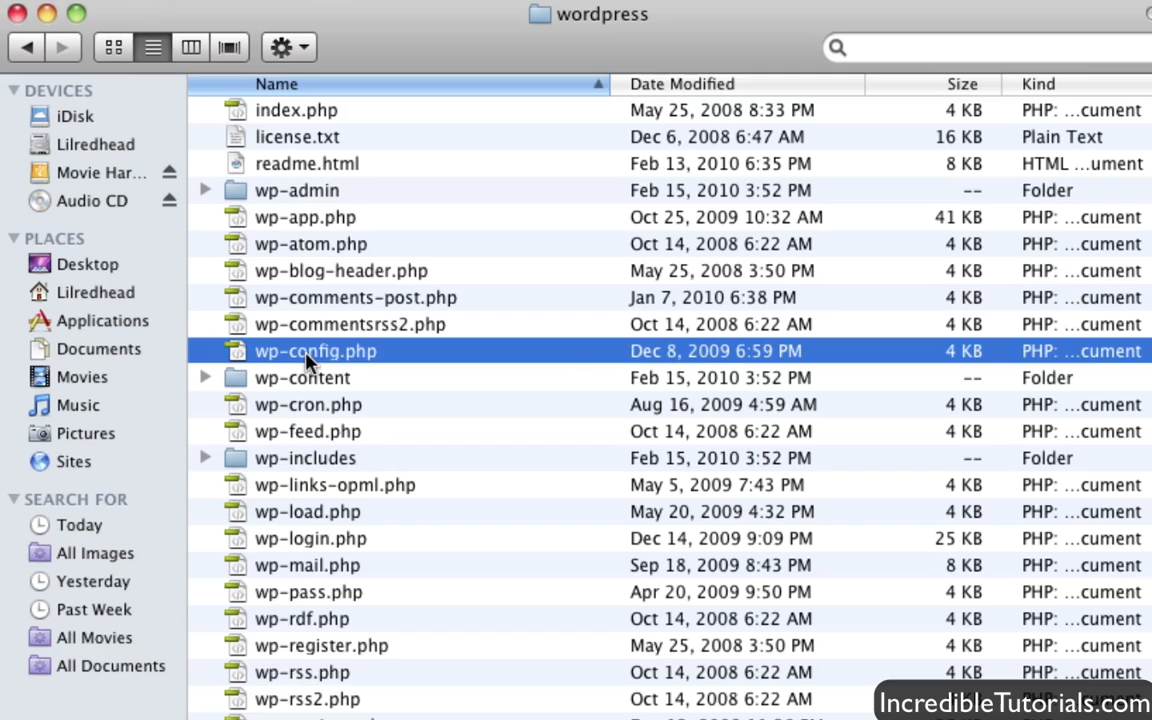 wordpress
Name Date Modified Size Kind
DEVICES
iDisk
Lilredhead
Movie Har...
Audio CD
PLACES
Desktop
Lilredhead
Applications
Documents
Movies
Music
Pictures
Sites
SEARCH FOR
Today
All Images
Yesterday
Past Week
All Movies
All Documents
index.php May 25, 2008 8:33 PM 4 KB PHP: ...cument
license.txt Dec 6, 2008 6:47 AM 16 KB Plain Text
readme.html Feb 13, 2010 6:35 PM 8 KB HTML ...ument
wp-admin Feb 15, 2010 3:52 PM -- Folder
wp-app.php Oct 25, 2009 10:32 AM 41 KB PHP: ...cument
wp-atom.php Oct 14, 2008 6:22 AM 4 KB PHP: ...cument
wp-blog-header.php May 25, 2008 3:50 PM 4 KB PHP: ...cument
wp-comments-post.php Jan 7, 2010 6:38 PM 4 KB PHP: ...cument
wp-commentsrss2.php Oct 14, 2008 6:22 AM 4 KB PHP: ...cument
wp-config.php Dec 8, 2009 6:59 PM 4 KB PHP: ...cument
wp-content Feb 15, 2010 3:52 PM -- Folder
wp-cron.php Aug 16, 2009 4:59 AM 4 KB PHP: ...cument
wp-feed.php Oct 14, 2008 6:22 AM 4 KB PHP: ...cument
wp-includes Feb 15, 2010 3:52 PM -- Folder
wp-links-opml.php May 5, 2009 7:43 PM 4 KB PHP: ...cument
wp-load.php May 20, 2009 4:32 PM 4 KB PHP: ...cument
wp-login.php Dec 14, 2009 9:09 PM 25 KB PHP: ...cument
wp-mail.php Sep 18, 2009 8:43 PM 8 KB PHP: ...cument
wp-pass.php Apr 20, 2009 9:50 PM 4 KB PHP: ...cument
wp-rdf.php Oct 14, 2008 6:22 AM 4 KB PHP: ...cument
wp-register.php May 25, 2008 3:50 PM 4 KB PHP: ...cument
wp-rss.php Oct 14, 2008 6:22 AM 4 KB PHP: ...cument
wp-rss2.php Oct 14, 2008 6:22 AM
IncredibleTutorials.com